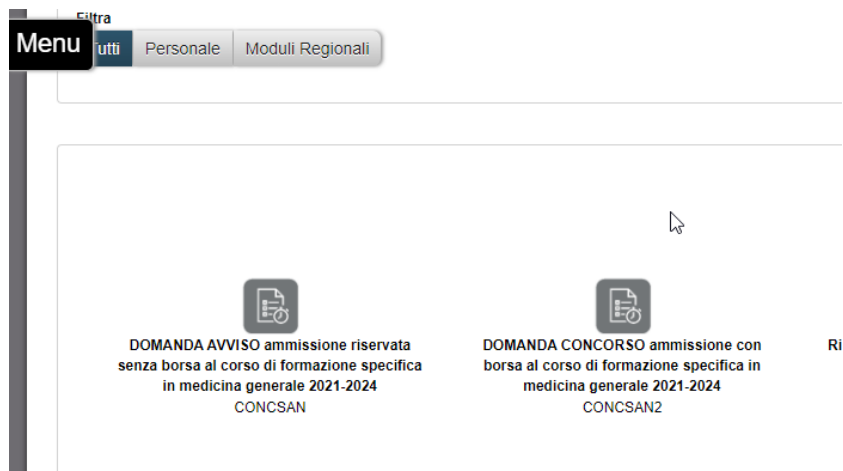 Filtra
Menu
utti Personale Moduli Regionali
DOMANDA AVVISO ammissione riservata
senza borsa al corso di formazione specifica
in medicina generale 2021-2024
CONCSAN
DOMANDA CONCORSO ammissione con
borsa al corso di formazione specifica in
medicina generale 2021-2024
CONCSAN2
Ri